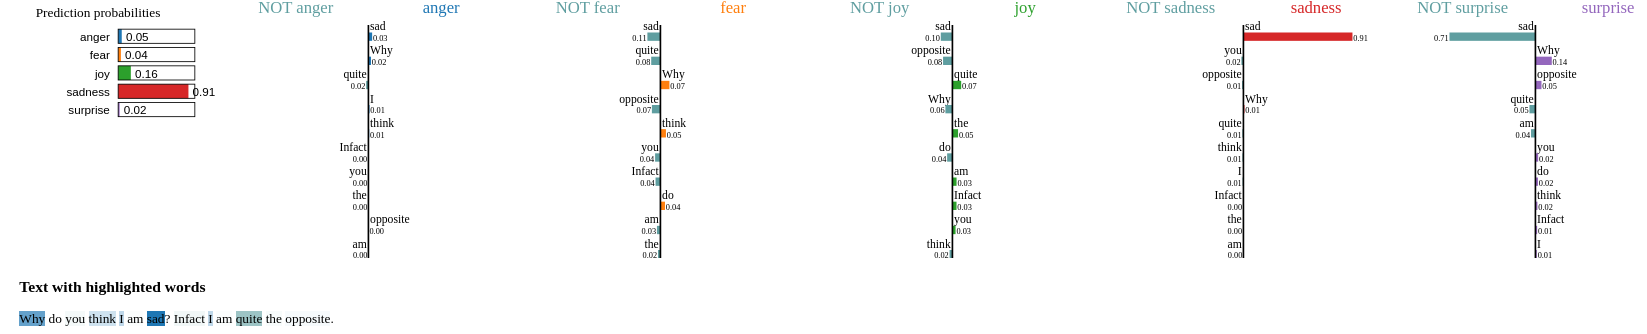 Prediction probabilities
anger 0.05
fear 0.04
joy 0.16
sadness 0.91
surprise 0.02
NOT anger anger
sad
0.03
Why
0.02
quite
0.02
I
0.01
think
0.01
Infact
0.00
you
0.00
the
0.00
opposite
0.00
am
0.00
NOT fear fear
sad
0.11
quite
0.08
Why
0.07
opposite
0.07
think
0.05
you
0.04
Infact
0.04
do
0.04
am
0.03
the
0.02
NOT joy joy
sad
0.10
opposite
0.08
quite
0.07
Why
0.06
the
0.05
do
0.04
am
0.03
Infact
0.03
you
0.03
think
0.02
NOT sadness sadness
sad
0.91
you
0.02
opposite
0.01
Why
0.01
quite
0.01
think
0.01
I
0.01
Infact
0.00
the
0.00
am
0.00
NOT surprise surprise
sad
0.71
Why
0.14
opposite
0.05
quite
0.05
am
0.04
you
0.02
do
0.02
think
0.02
Infact
0.01
I
0.01
Text with highlighted words
Why do you think I am sad? Infact I am quite the opposite.